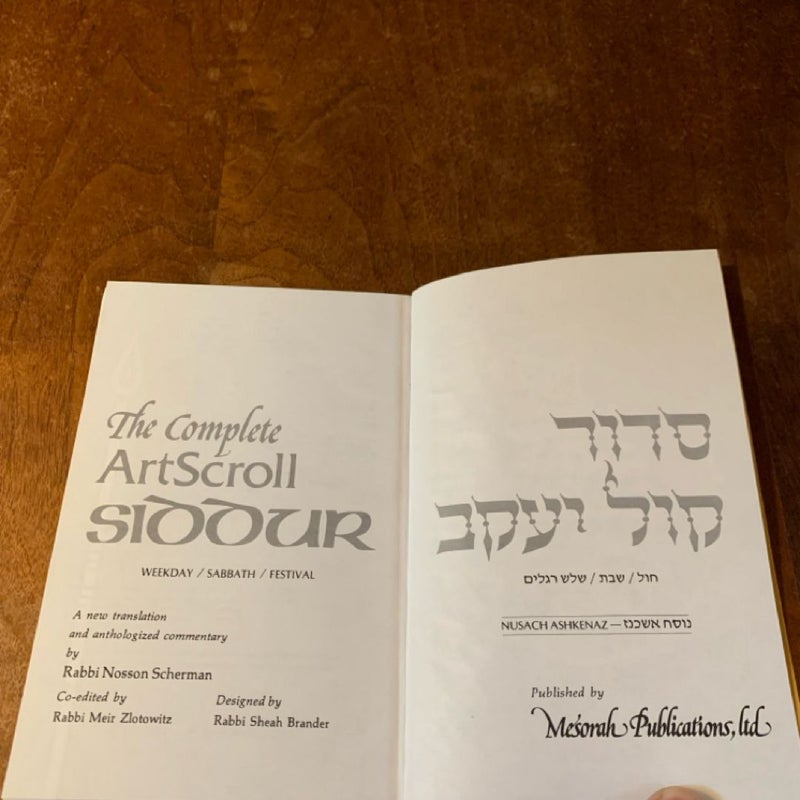 The Complete
ArtScroll
SIDDUR
WEEKDAY / SABBATH / FESTIVAL
A new translation
and anthologized commentary
by
Rabbi Nosson Scherman
Co-edited by
Rabbi Meir Zlotowitz
Designed by
Rabbi Sheah Brander
סדור
קול יעקב
חול / שבת / שלש רגלים
NUSACH ASHKENAZ — נוסח אשכנז
Published by
Mesorah Publications, ltd